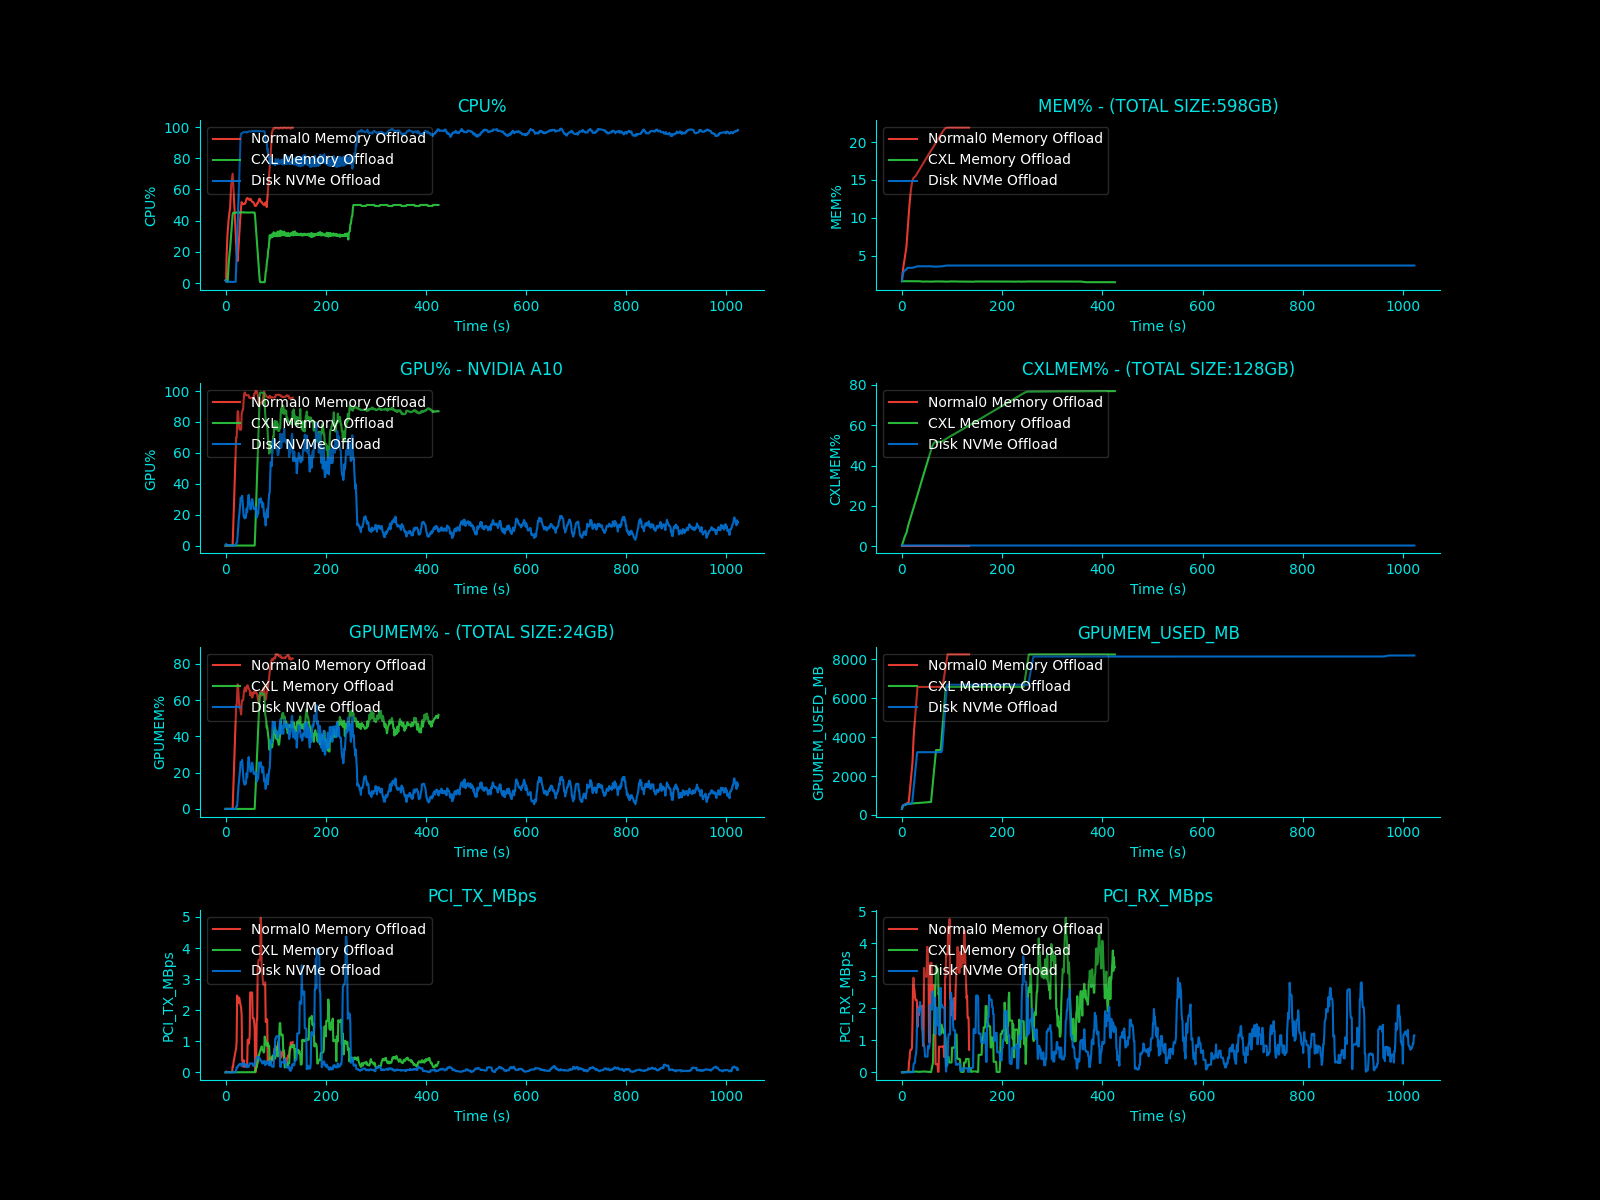 CPU%
100
80
60
40
20
0
CPU%
Normal0 Memory Offload
CXL Memory Offload
Disk NVMe Offload
0 200 400 600 800 1000
Time (s)
MEM% - (TOTAL SIZE:598GB)
20
15
10
5
MEM%
Normal0 Memory Offload
CXL Memory Offload
Disk NVMe Offload
0 200 400 600 800 1000
Time (s)
GPU% - NVIDIA A10
100
80
60
40
20
0
GPU%
Normal0 Memory Offload
CXL Memory Offload
Disk NVMe Offload
0 200 400 600 800 1000
Time (s)
CXLMEM% - (TOTAL SIZE:128GB)
80
60
40
20
0
CXLMEM%
Normal0 Memory Offload
CXL Memory Offload
Disk NVMe Offload
0 200 400 600 800 1000
Time (s)
GPUMEM% - (TOTAL SIZE:24GB)
80
60
40
20
0
GPUMEM%
Normal0 Memory Offload
CXL Memory Offload
Disk NVMe Offload
0 200 400 600 800 1000
Time (s)
GPUMEM_USED_MB
8000
6000
4000
2000
0
GPUMEM_USED_MB
Normal0 Memory Offload
CXL Memory Offload
Disk NVMe Offload
0 200 400 600 800 1000
Time (s)
PCI_TX_MBps
5
4
3
2
1
0
PCI_TX_MBps
Normal0 Memory Offload
CXL Memory Offload
Disk NVMe Offload
0 200 400 600 800 1000
Time (s)
PCI_RX_MBps
5
4
3
2
1
0
PCI_RX_MBps
Normal0 Memory Offload
CXL Memory Offload
Disk NVMe Offload
0 200 400 600 800 1000
Time (s)